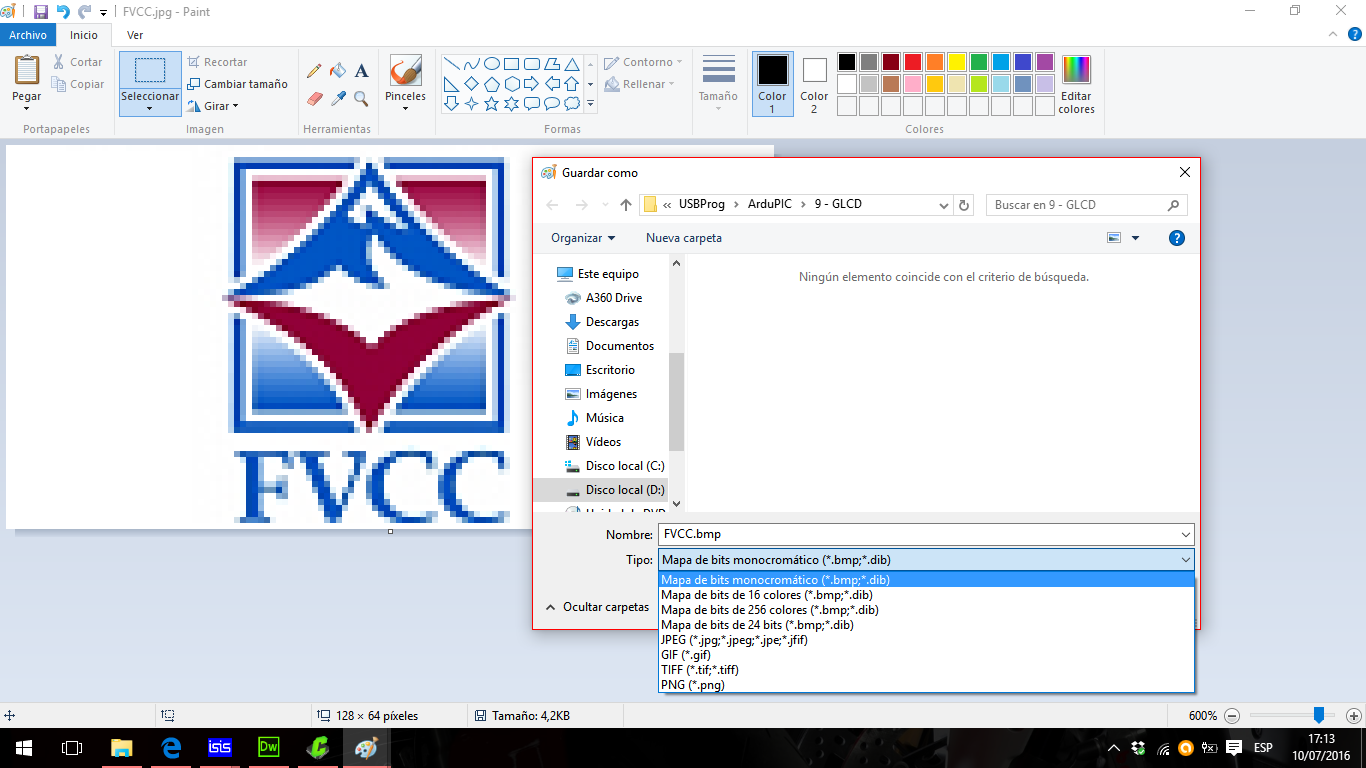 FVCC.jpg - Paint
Archivo Inicio Ver
Pegar
Cortar
Copiar
Portapapeles
Seleccionar
Recortar
Cambiar tamaño
Girar
Imagen
A
Herramientas
Pinceles
Contorno
Rellenar
Formas
Tamaño
Color
1
Color
2
Editar
colores
Colores
FVCC
Guardar como
« USBProg > ArduPIC > 9 - GLCD
Buscar en 9 - GLCD
Organizar Nueva carpeta
Este equipo
A360 Drive
Descargas
Documentos
Escritorio
Imágenes
Música
Vídeos
Disco local (C:)
Disco local (D:)
Ningún elemento coincide con el criterio de búsqueda.
Nombre: FVCC.bmp
Tipo: Mapa de bits monocromático (*.bmp;*.dib)
Mapa de bits monocromático (*.bmp;*.dib)
Mapa de bits de 16 colores (*.bmp;*.dib)
Mapa de bits de 256 colores (*.bmp;*.dib)
Mapa de bits de 24 bits (*.bmp;*.dib)
JPEG (*.jpg;*.jpeg;*.jpe;*.jfif)
GIF (*.gif)
TIFF (*.tif;*.tiff)
PNG (*.png)
Ocultar carpetas
128 × 64 píxeles
Tamaño: 4,2KB
600%
isis
Dw
ESP
17:13
10/07/2016